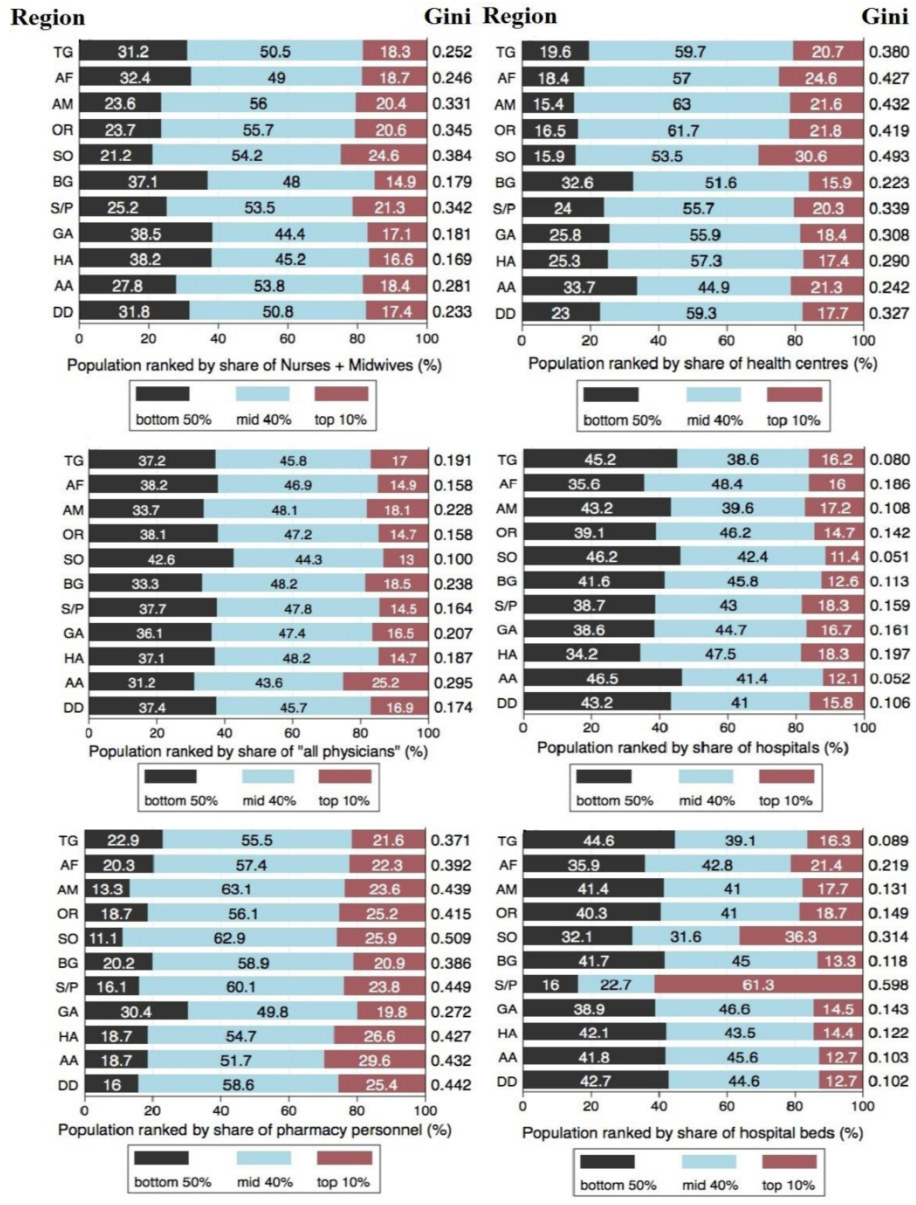 Region Gini Region Gini
TG 31.2 50.5 18.3 0.252
AF 32.4 49 18.7 0.246
AM 23.6 56 20.4 0.331
OR 23.7 55.7 20.6 0.345
SO 21.2 54.2 24.6 0.384
BG 37.1 48 14.9 0.179
S/P 25.2 53.5 21.3 0.342
GA 38.5 44.4 17.1 0.181
HA 38.2 45.2 16.6 0.169
AA 27.8 53.8 18.4 0.281
DD 31.8 50.8 17.4 0.233
0 20 40 60 80 100
Population ranked by share of Nurses + Midwives (%)
bottom 50% mid 40% top 10%
TG 19.6 59.7 20.7 0.380
AF 18.4 57 24.6 0.427
AM 15.4 63 21.6 0.432
OR 16.5 61.7 21.8 0.419
SO 15.9 53.5 30.6 0.493
BG 32.6 51.6 15.9 0.223
S/P 24 55.7 20.3 0.339
GA 25.8 55.9 18.4 0.308
HA 25.3 57.3 17.4 0.290
AA 33.7 44.9 21.3 0.242
DD 23 59.3 17.7 0.327
0 20 40 60 80 100
Population ranked by share of health centres (%)
bottom 50% mid 40% top 10%
TG 37.2 45.8 17 0.191
AF 38.2 46.9 14.9 0.158
AM 33.7 48.1 18.1 0.228
OR 38.1 47.2 14.7 0.158
SO 42.6 44.3 13 0.100
BG 33.3 48.2 18.5 0.238
S/P 37.7 47.8 14.5 0.164
GA 36.1 47.4 16.5 0.207
HA 37.1 48.2 14.7 0.187
AA 31.2 43.6 25.2 0.295
DD 37.4 45.7 16.9 0.174
0 20 40 60 80 100
Population ranked by share of "all physicians" (%)
bottom 50% mid 40% top 10%
TG 45.2 38.6 16.2 0.080
AF 35.6 48.4 16 0.186
AM 43.2 39.6 17.2 0.108
OR 39.1 46.2 14.7 0.142
SO 46.2 42.4 11.4 0.051
BG 41.6 45.8 12.6 0.113
S/P 38.7 43 18.3 0.159
GA 38.6 44.7 16.7 0.161
HA 34.2 47.5 18.3 0.197
AA 46.5 41.4 12.1 0.052
DD 43.2 41 15.8 0.106
0 20 40 60 80 100
Population ranked by share of hospitals (%)
bottom 50% mid 40% top 10%
TG 22.9 55.5 21.6 0.371
AF 20.3 57.4 22.3 0.392
AM 13.3 63.1 23.6 0.439
OR 18.7 56.1 25.2 0.415
SO 11.1 62.9 25.9 0.509
BG 20.2 58.9 20.9 0.386
S/P 16.1 60.1 23.8 0.449
GA 30.4 49.8 19.8 0.272
HA 18.7 54.7 26.6 0.427
AA 18.7 51.7 29.6 0.432
DD 16 58.6 25.4 0.442
0 20 40 60 80 100
Population ranked by share of pharmacy personnel (%)
bottom 50% mid 40% top 10%
TG 44.6 39.1 16.3 0.089
AF 35.9 42.8 21.4 0.219
AM 41.4 41 17.7 0.131
OR 40.3 41 18.7 0.149
SO 32.1 31.6 36.3 0.314
BG 41.7 45 13.3 0.118
S/P 16 22.7 61.3 0.598
GA 38.9 46.6 14.5 0.143
HA 42.1 43.5 14.4 0.122
AA 41.8 45.6 12.7 0.103
DD 42.7 44.6 12.7 0.102
0 20 40 60 80 100
Population ranked by share of hospital beds (%)
bottom 50% mid 40% top 10%